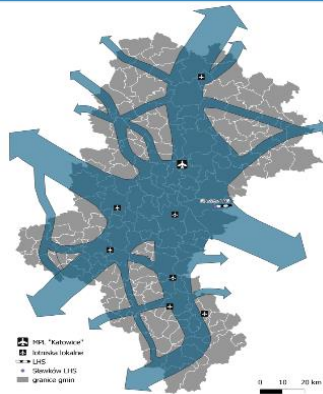 MPL "Katowice"
lotniska lokalne
LHS
Sławków LHS
granice gmin
0 10 20 km